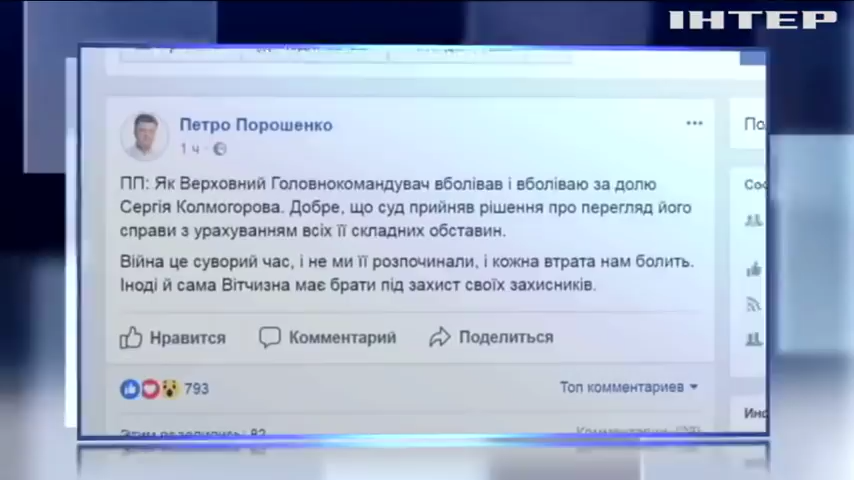 ІНТЕР
Петро Порошенко
1 ч
ПП: Як Верховний Головнокомандувач вболівав і вболіваю за долю
Сергія Колмогорова. Добре, що суд прийняв рішення про перегляд його
справи з урахуванням всіх її складних обставин.
Війна це суворий час, і не ми її розпочинали, і кожна втрата нам болить.
Іноді й сама Вітчизна має брати під захист своїх захисників.
Нравится Комментарий Поделиться
793 Топ комментариев